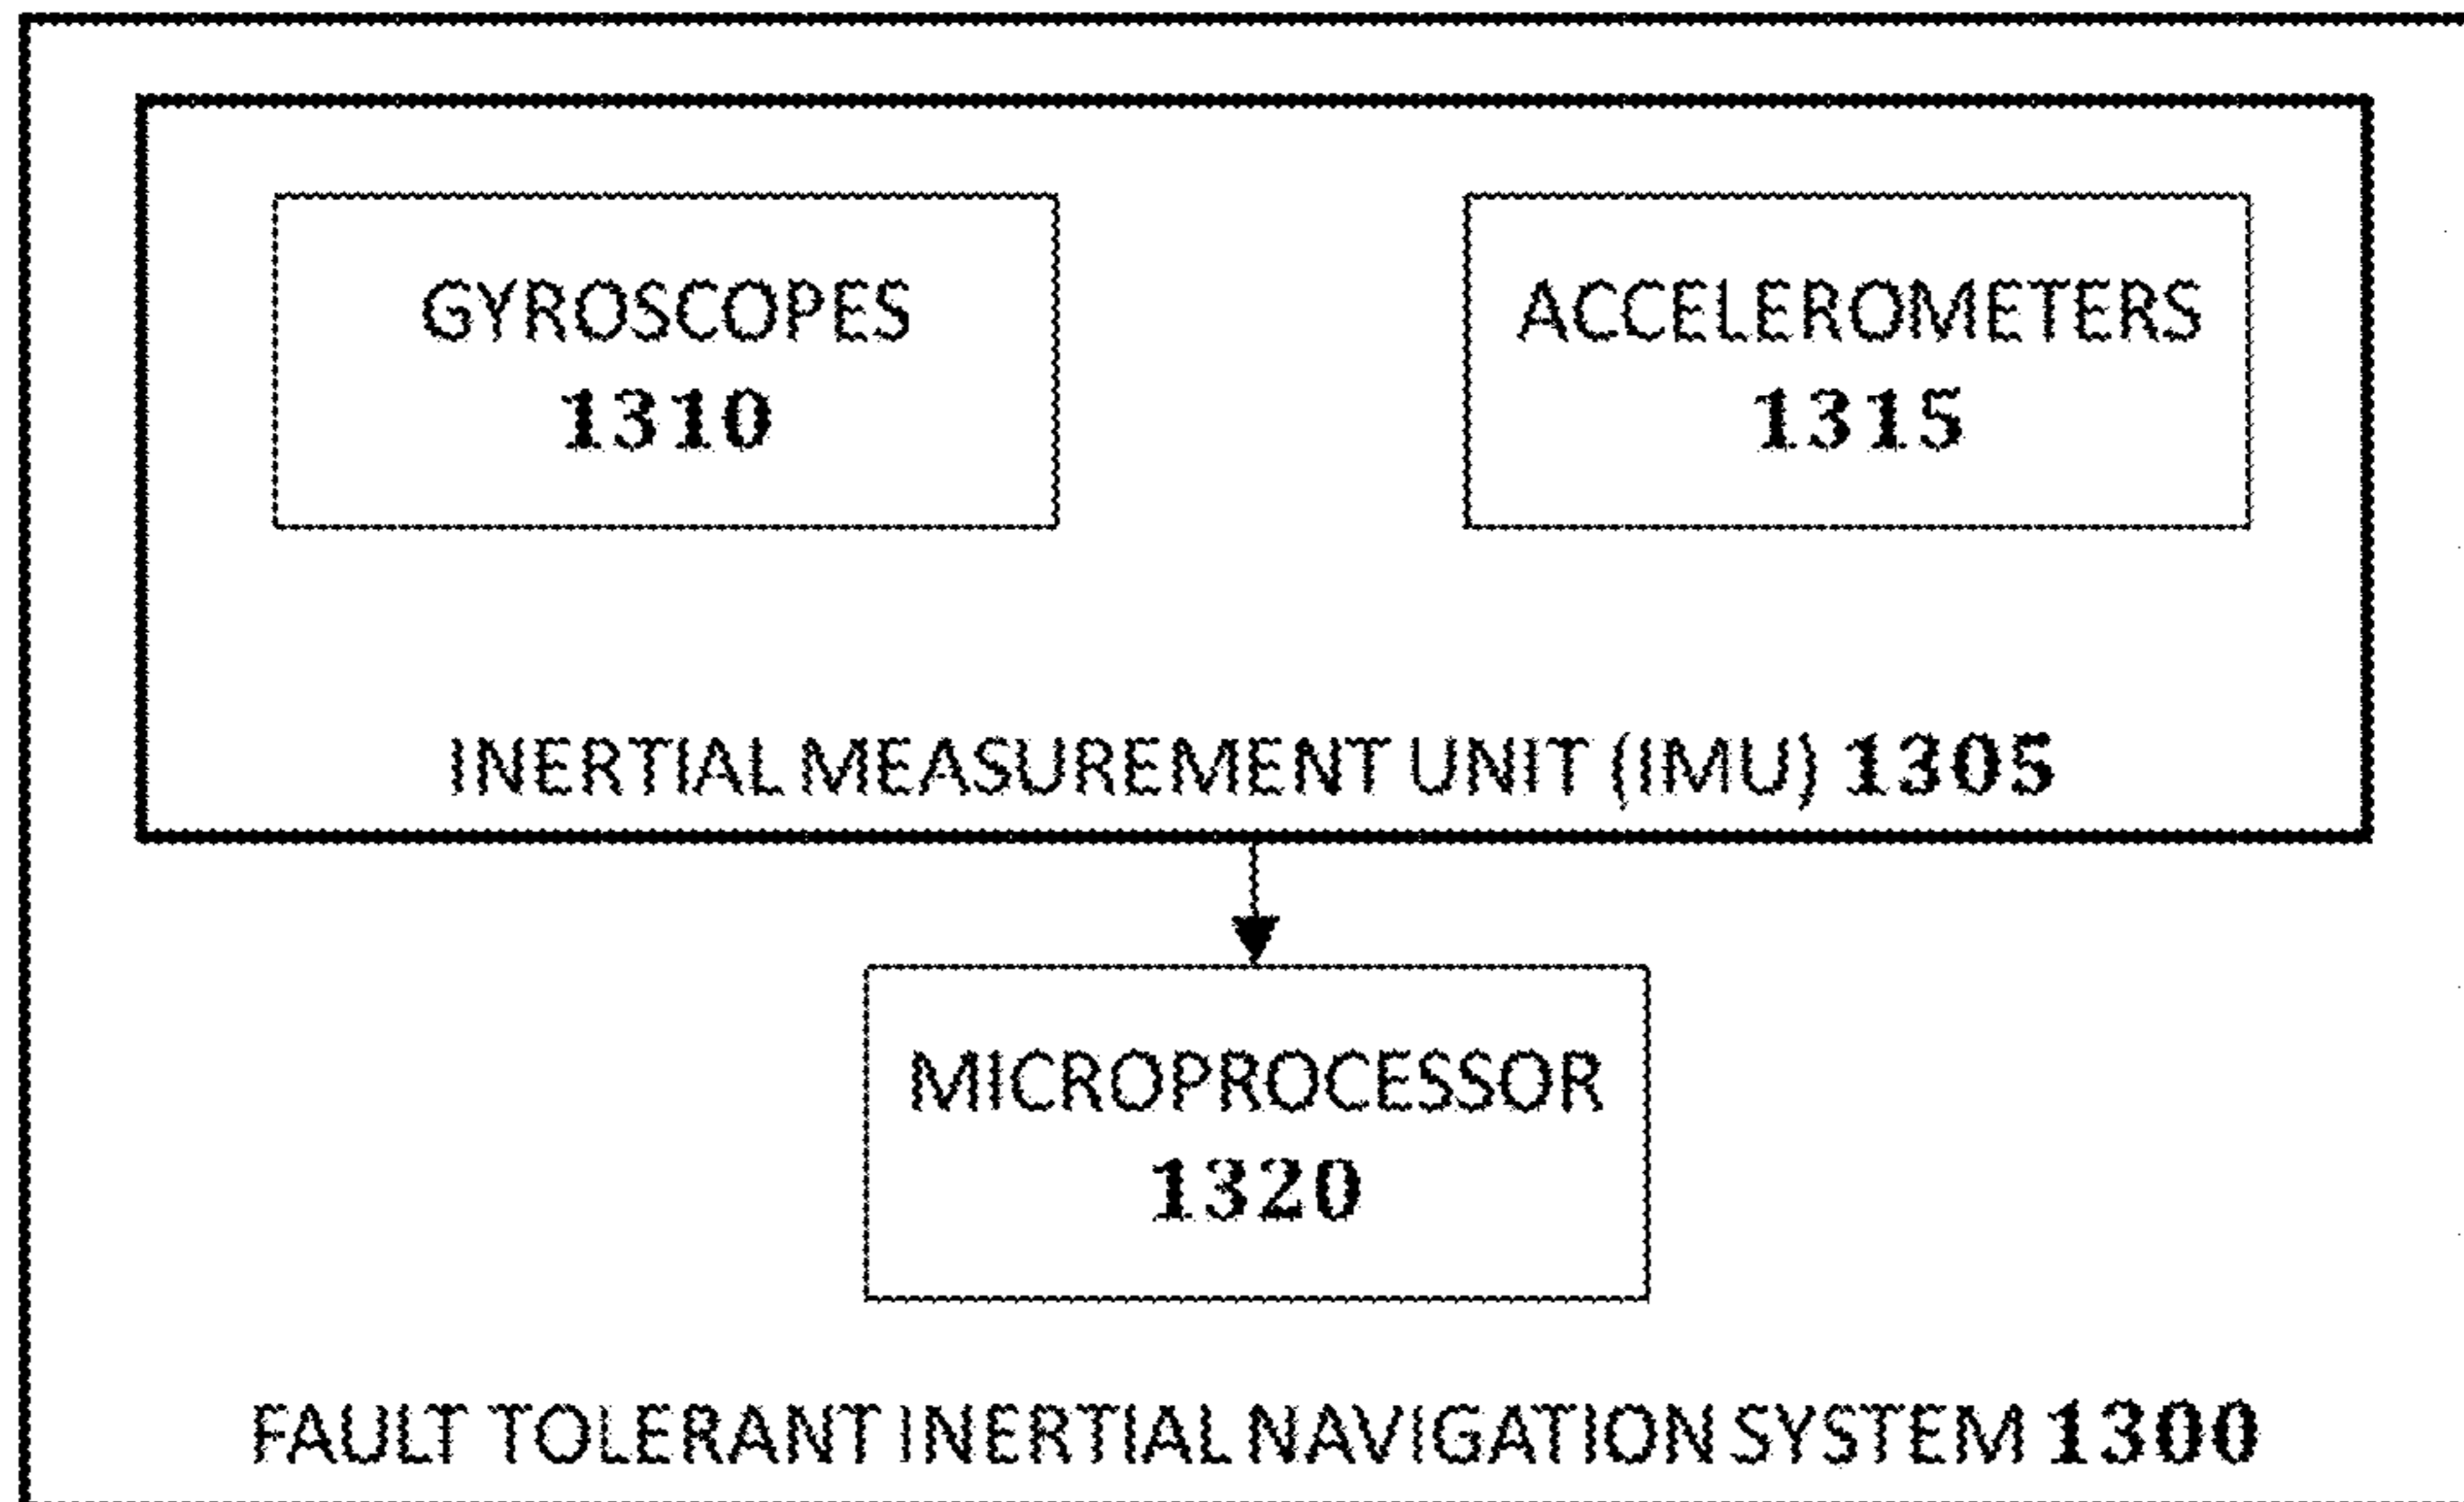 GYROSCOPES
1310
ACCELEROMETERS
1315
INERTIAL MEASUREMENT UNIT (IMU) 1305
MICROPROCESSOR
1320
FAULT TOLERANT INERTIAL NAVIGATION SYSTEM 1300